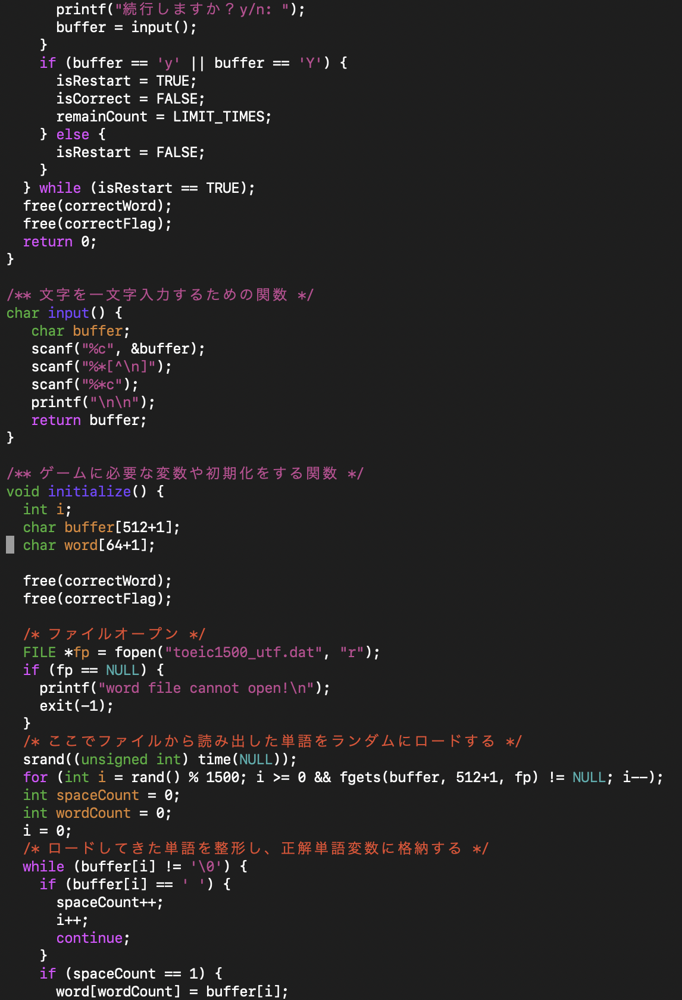 printf("続行しますか？y/n: ");
buffer = input();
}
if (buffer == 'y' || buffer == 'Y') {
isRestart = TRUE;
isCorrect = FALSE;
remainCount = LIMIT_TIMES;
} else {
isRestart = FALSE;
}
} while (isRestart == TRUE);
free(correctWord);
free(correctFlag);
return 0;
}
/** 文字を一文字入力するための関数 */
char input() {
char buffer;
scanf("%c", &buffer);
scanf("%*[^\n]");
scanf("%*c");
printf("\n\n");
return buffer;
}
/** ゲームに必要な変数や初期化をする関数 */
void initialize() {
int i;
char buffer[512+1];
char word[64+1];
free(correctWord);
free(correctFlag);
/* ファイルオープン */
FILE *fp = fopen("toeic1500_utf.dat", "r");
if (fp == NULL) {
printf("word file cannot open!\n");
exit(-1);
}
/* ここでファイルから読み出した単語をランダムにロードする */
srand((unsigned int) time(NULL));
for (int i = rand() % 1500; i >= 0 && fgets(buffer, 512+1, fp) != NULL; i--);
int spaceCount = 0;
int wordCount = 0;
i = 0;
/* ロードしてきた単語を整形し、正解単語変数に格納する */
while (buffer[i] != '\0') {
if (buffer[i] == ' ') {
spaceCount++;
i++;
continue;
}
if (spaceCount == 1) {
word[wordCount] = buffer[i];